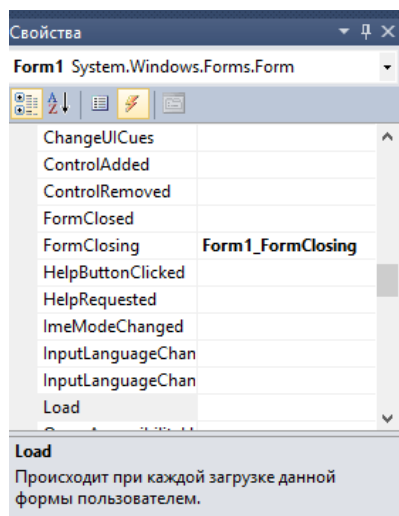 Свойства
Form1 System.Windows.Forms.Form
ChangeUICues
ControlAdded
ControlRemoved
FormClosed
FormClosing Form1_FormClosing
HelpButtonClicked
HelpRequested
ImeModeChanged
InputLanguageChan
InputLanguageChan
Load
Load
Происходит при каждой загрузке данной
формы пользователем.